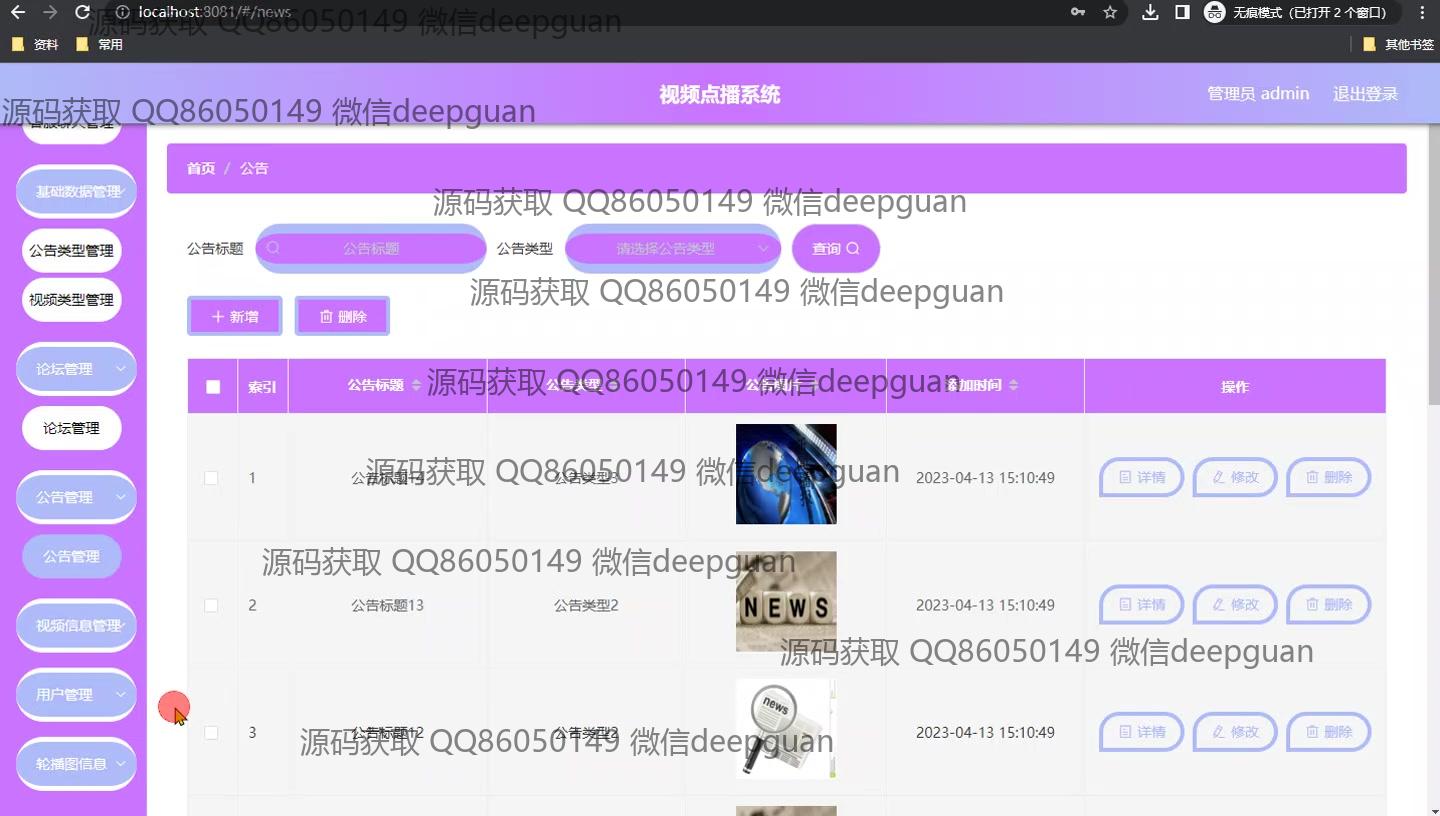 localhost:8081/#/news
无痕模式 (已打开 2 个窗口)
资料 常用 其他书签
源码获取 QQ86050149 微信deepguan
视频点播系统
管理员 admin 退出登录
源码获取 QQ86050149 微信deepguan
首页 / 公告
基础数据管理
源码获取 QQ86050149 微信deepguan
公告类型管理
公告标题 公告标题 公告类型 请选择公告类型 查询
源码获取 QQ86050149 微信deepguan
视频类型管理
新增 删除
论坛管理
索引 公告标题 公告类型 添加时间 操作
源码获取 QQ86050149 微信deepguan
论坛管理
1 公告标题14 公告类型3 2023-04-13 15:10:49 详情 修改 删除
源码获取 QQ86050149 微信deepguan
公告管理
公告管理
源码获取 QQ86050149 微信deepguan
2 公告标题13 公告类型2 NEWS 2023-04-13 15:10:49 详情 修改 删除
视频信息管理
源码获取 QQ86050149 微信deepguan
用户管理
news
3 公告标题12 公告类型2 2023-04-13 15:10:49 详情 修改 删除
源码获取 QQ86050149 微信deepguan
轮播图信息